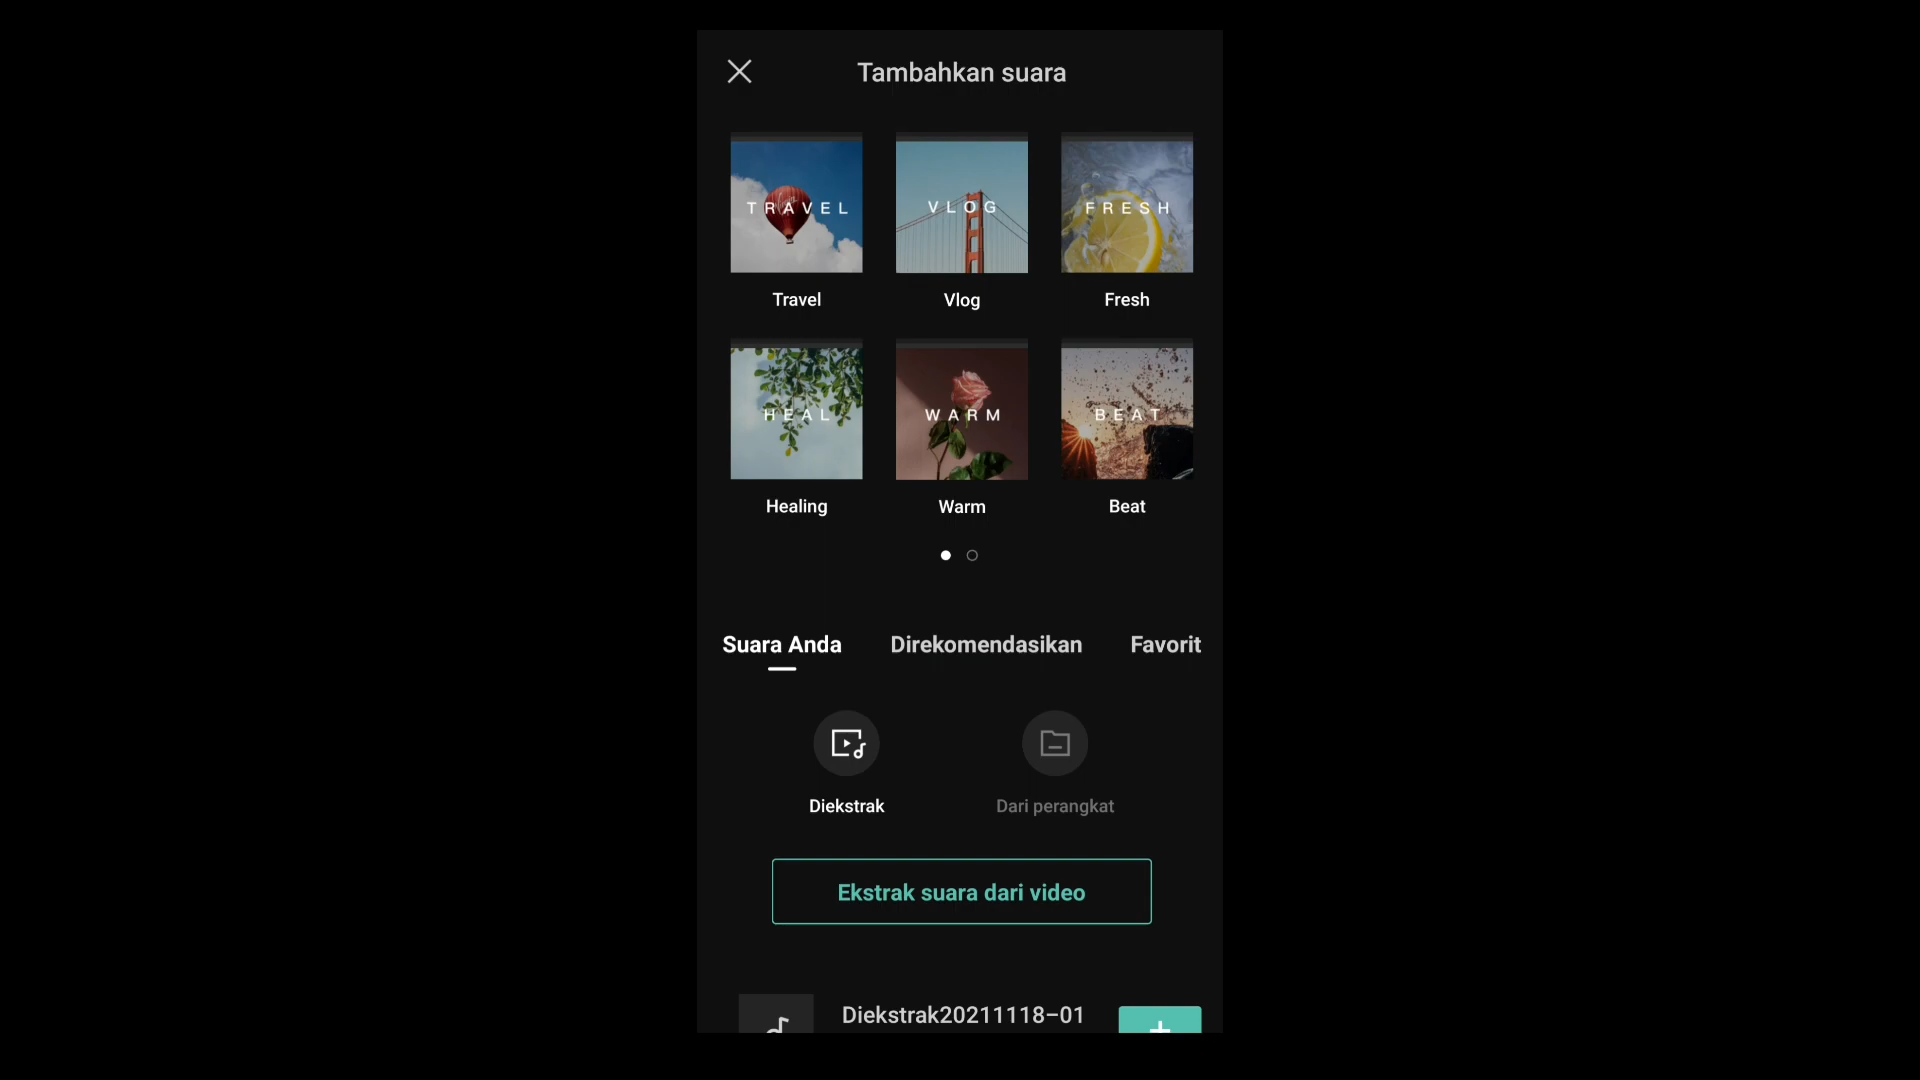 Tambahkan suara
TRAVEL
VLOG
FRESH
Travel
Vlog
Fresh
HEAL
WARM
BEAT
Healing
Warm
Beat
Suara Anda
Direkomendasikan
Favorit
Diekstrak
Dari perangkat
Ekstrak suara dari video
Diekstrak20211118-01